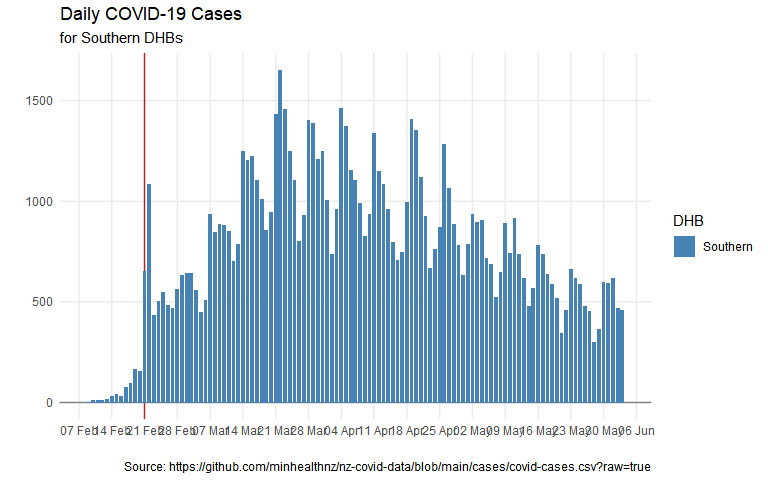 Daily COVID-19 Cases
for Southern DHBs
1500
1000
500
0
DHB
Southern
07 Feb 14 Feb 21 Feb 28 Feb 07 Mar 14 Mar 21 Mar 28 Mar 04 Apr 11 Apr 18 Apr 25 Apr 02 May 09 May 16 May 23 May 30 May 06 Jun
Source: https://github.com/minhealthnz/nz-covid-data/blob/main/cases/covid-cases.csv?raw=true